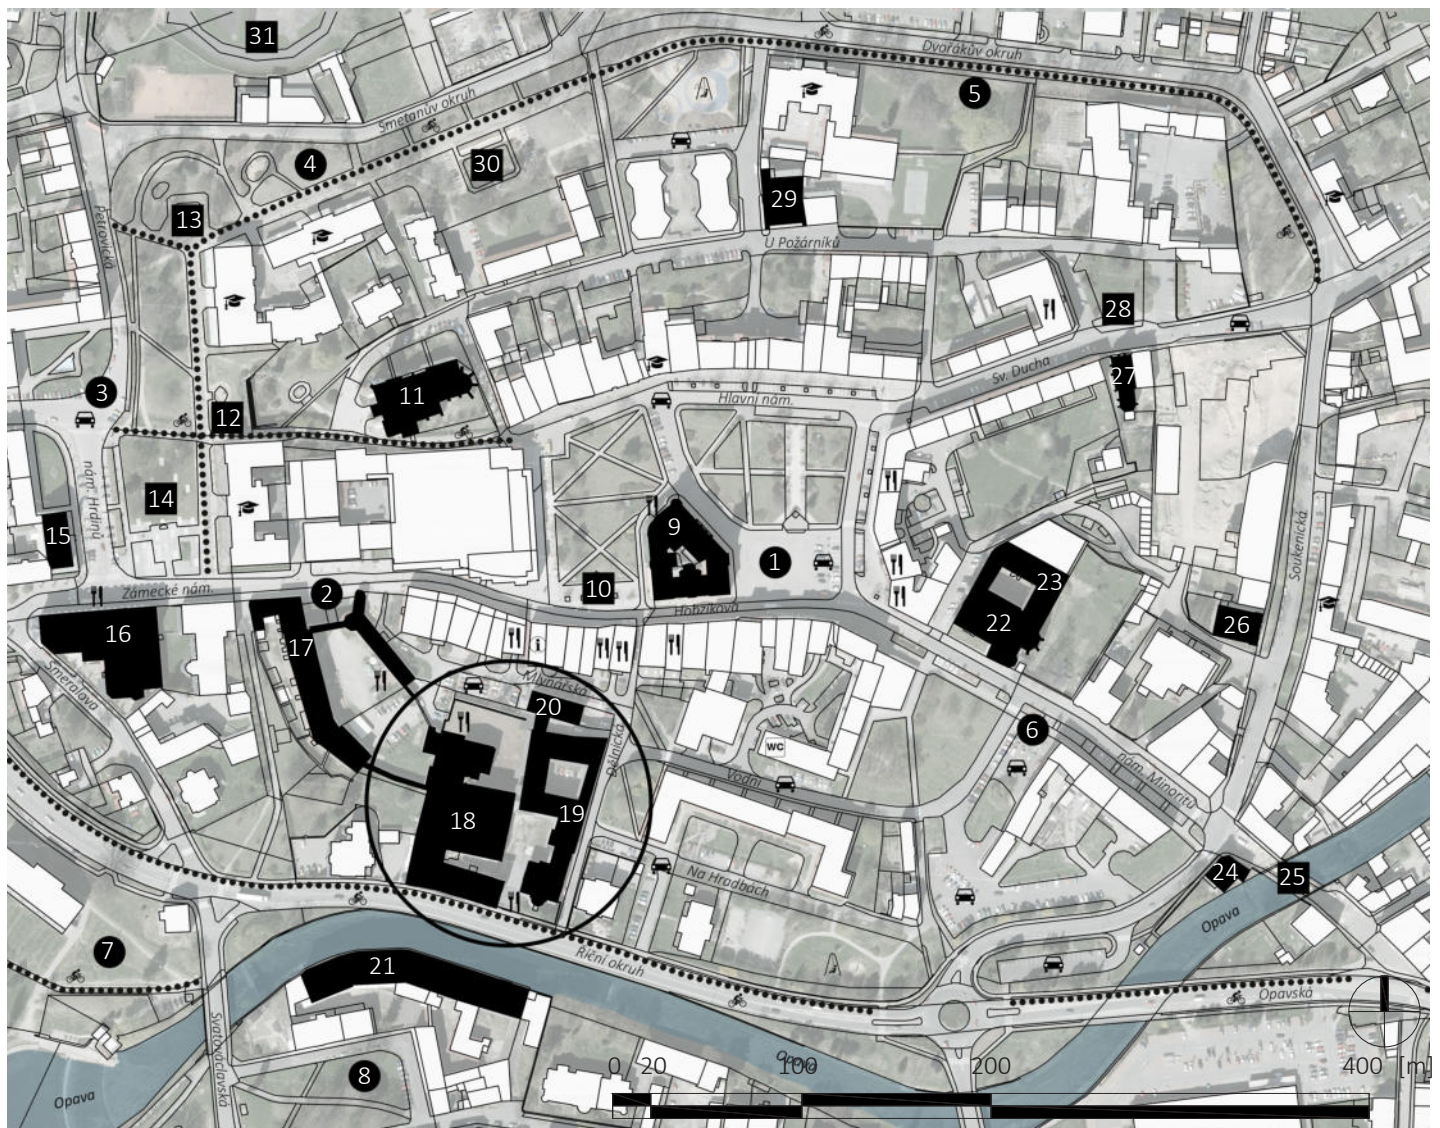 31
Dvořákův okruh
5
Smetanův okruh
4
30
13
29
Petrovická
U Požárníků
28
Sv. Ducha
27
3
11
12
Hlavní nám.
nám. Hrdinů
14
15
9
1
Soukenická
23
Zámecké nám.
2
10
Hobzíkova
22
26
16
17
Šmeralova
Mlýnářská
20
Dělnická
6
WC
nám. Minoritů
Vodní
18
19
Na Hradbách
24
25
Opava
7
21
Říční okruh
Opavská
Svatováclavská
8
Opava
Opava
0 20 100 200 400 [m]